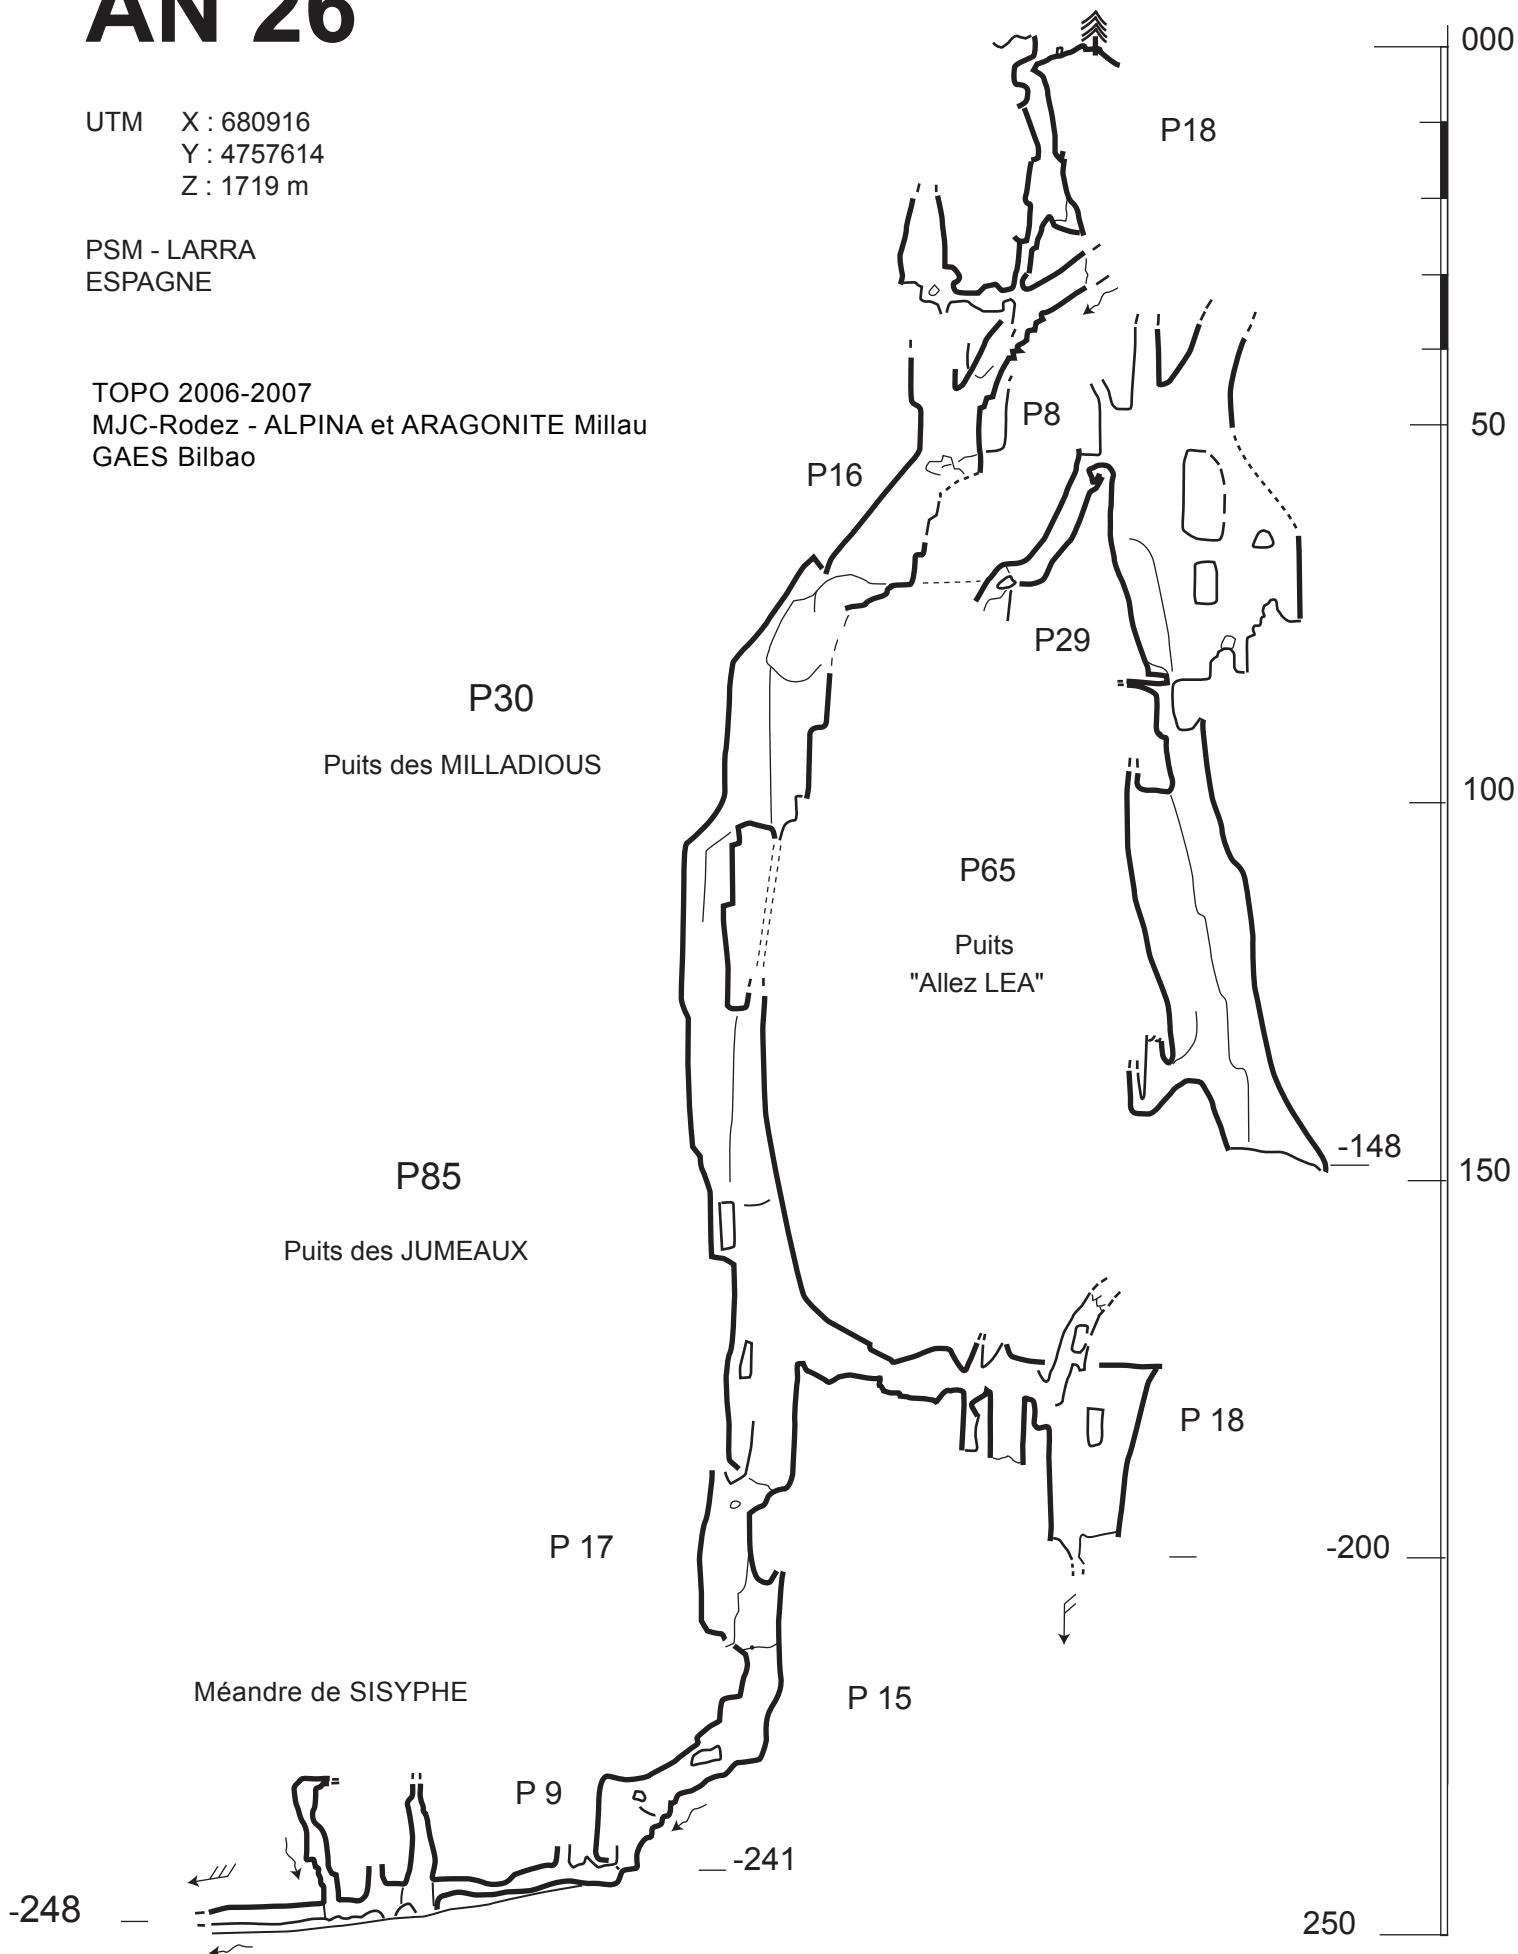 AN 26
000
UTM X : 680916
Y : 4757614
Z : 1719 m
P18
PSM - LARRA
ESPAGNE
TOPO 2006-2007
MJC-Rodez - ALPINA et ARAGONITE Millau
GAES Bilbao
P8
50
P16
P29
P30
Puits des MILLADIOUS
100
P65
Puits
"Allez LEA"
-148
150
P85
Puits des JUMEAUX
P 18
P 17
-200
Méandre de SISYPHE
P 15
P 9
-241
-248
250